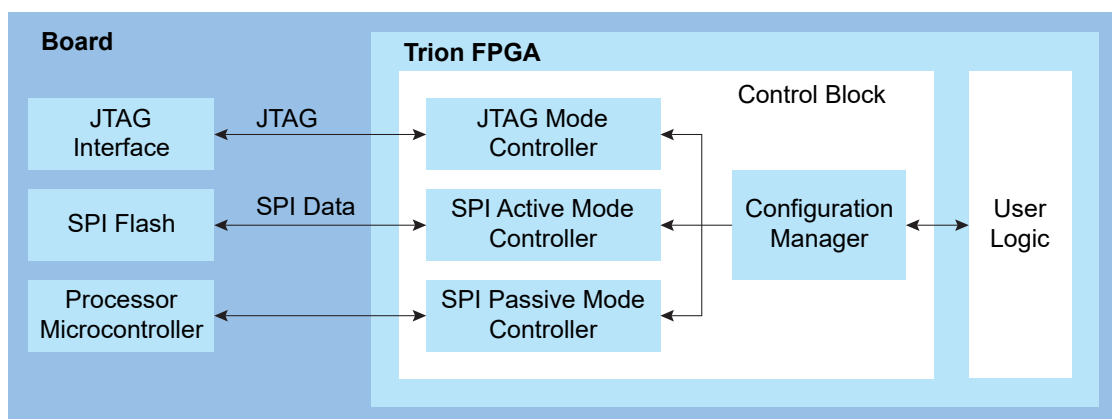 Board
Trion FPGA
Control Block
JTAG
Interface
JTAG
JTAG Mode
Controller
SPI Flash
SPI Data
SPI Active Mode
Controller
Configuration
Manager
User
Logic
Processor
Microcontroller
SPI Passive Mode
Controller